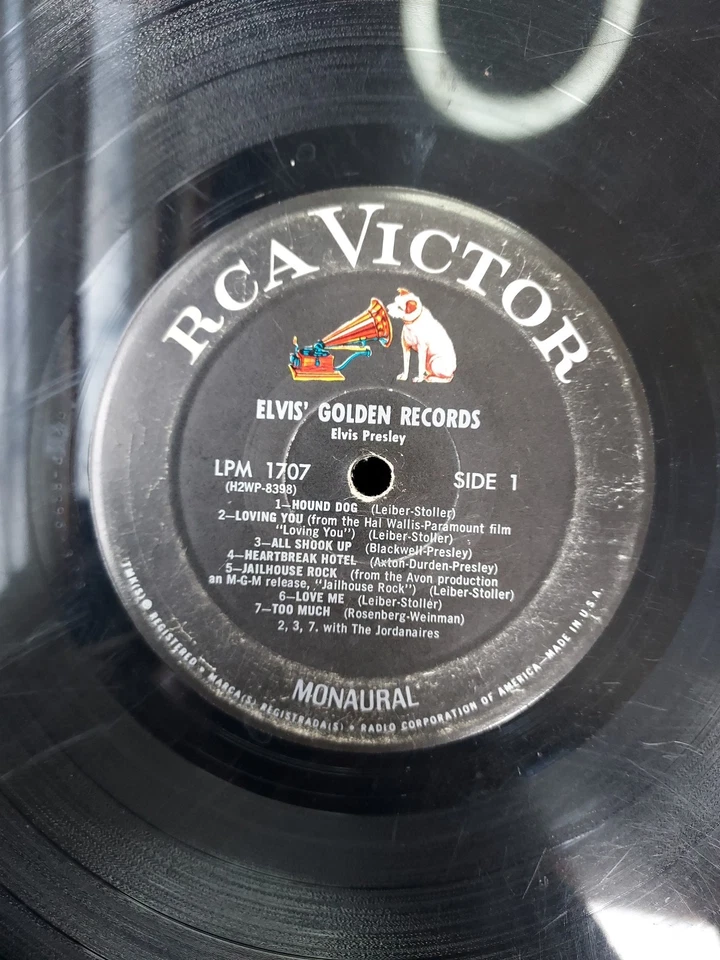 RCA VICTOR
ELVIS' GOLDEN RECORDS
Elvis Presley
LPM 1707
SIDE 1
(H2WP-8398)
1—HOUND DOG (Leiber-Stoller)
2—LOVING YOU (from the Hal Wallis-Paramount film
"Loving You") (Leiber-Stoller)
3—ALL SHOOK UP (Blackwell-Presley)
4—HEARTBREAK HOTEL (Axton-Durden-Presley)
5—JAILHOUSE ROCK (from the Avon production
an M-G-M release, "Jailhouse Rock") (Leiber-Stoller)
6—LOVE ME (Leiber-Stoller)
7—TOO MUCH (Rosenberg-Weinman)
2, 3, 7. with The Jordanaires
MONAURAL
TMK(S) ® REGISTERED • MARCA(S) REGISTRADA(S) • RADIO CORPORATION OF AMERICA—MADE IN U.S.A.